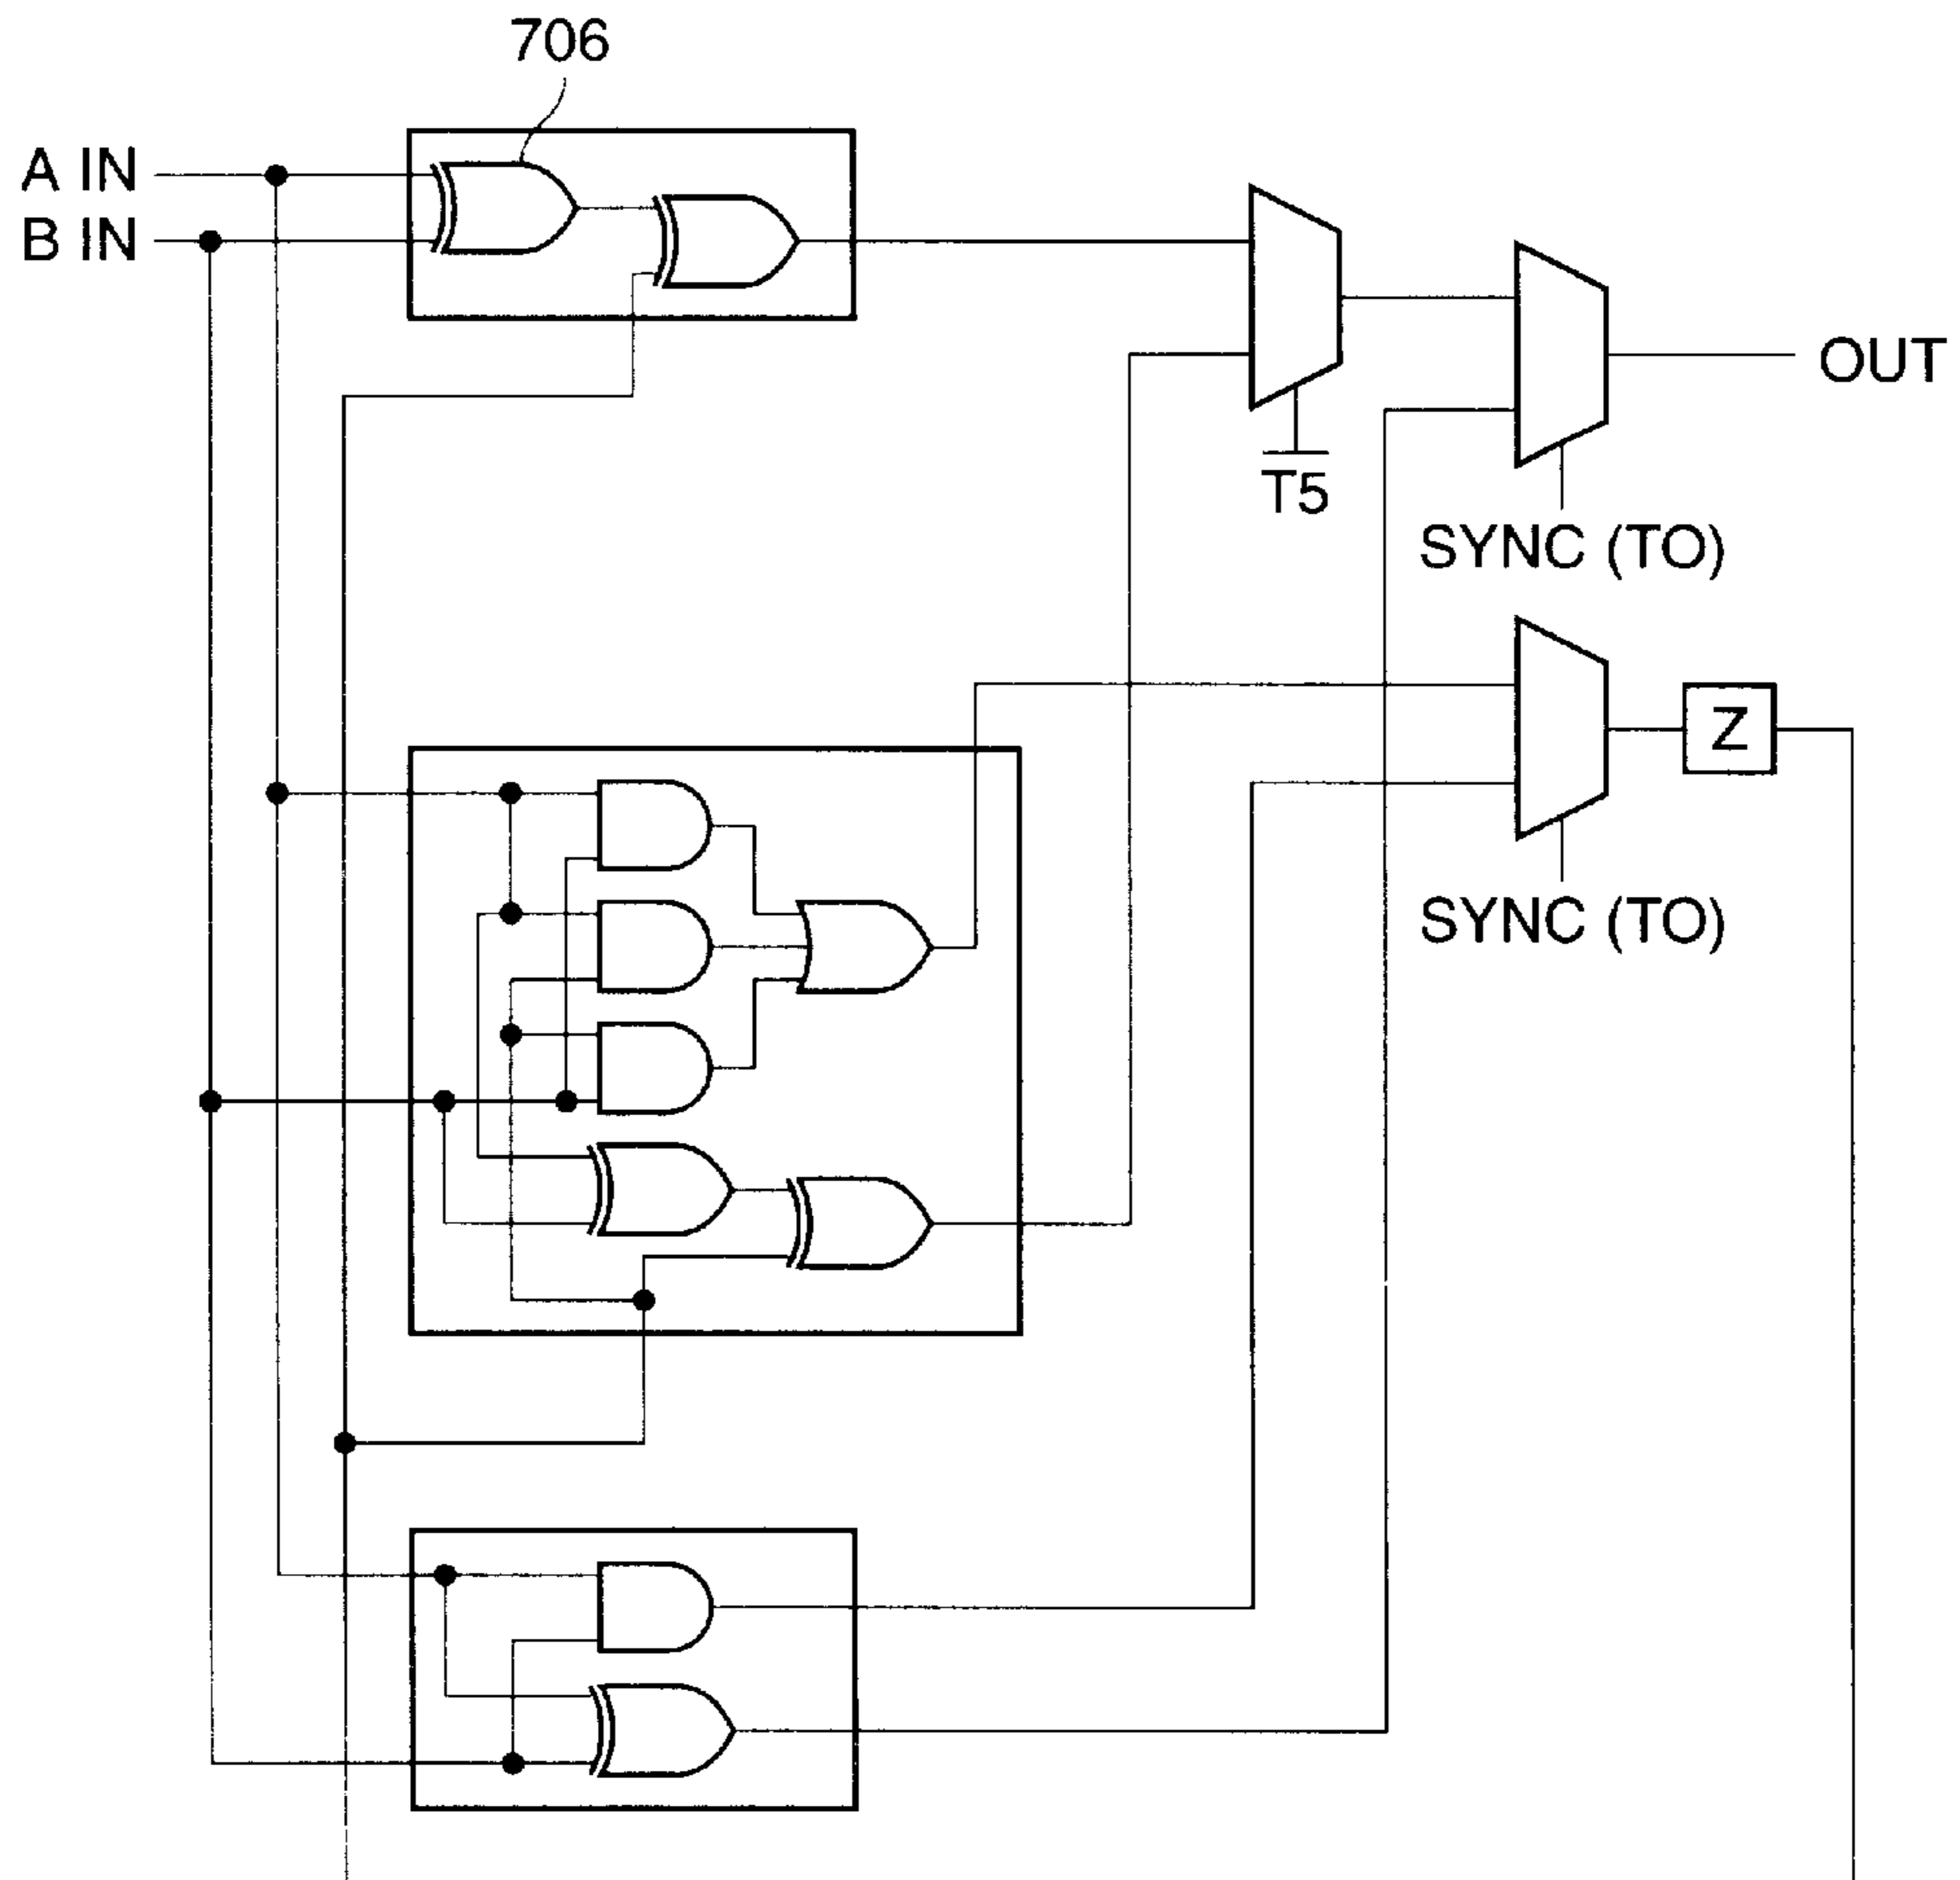 706
A IN
B IN
OUT
T5
SYNC (TO)
Z
SYNC (TO)